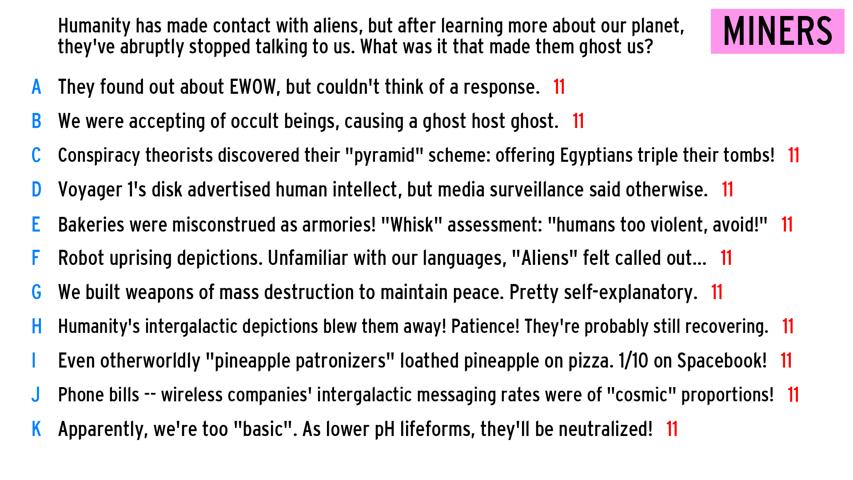 Humanity has made contact with aliens, but after learning more about our planet,
they've abruptly stopped talking to us. What was it that made them ghost us?
MINERS
A They found out about EWOW, but couldn't think of a response. 11
B We were accepting of occult beings, causing a ghost host ghost. 11
C Conspiracy theorists discovered their "pyramid" scheme: offering Egyptians triple their tombs! 11
D Voyager 1's disk advertised human intellect, but media surveillance said otherwise. 11
E Bakeries were misconstrued as armories! "Whisk" assessment: "humans too violent, avoid!" 11
F Robot uprising depictions. Unfamiliar with our languages, "Aliens" felt called out... 11
G We built weapons of mass destruction to maintain peace. Pretty self-explanatory. 11
H Humanity's intergalactic depictions blew them away! Patience! They're probably still recovering. 11
I Even otherworldly "pineapple patronizers" loathed pineapple on pizza. 1/10 on Spacebook! 11
J Phone bills -- wireless companies' intergalactic messaging rates were of "cosmic" proportions! 11
K Apparently, we're too "basic". As lower pH lifeforms, they'll be neutralized! 11